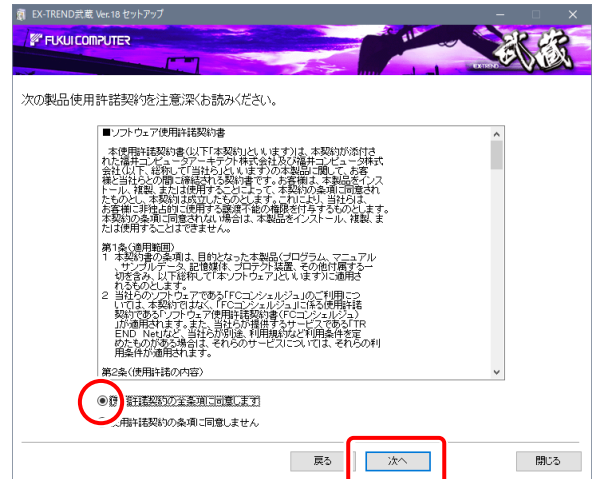 EX-TREND武蔵 Ver.18 セットアップ
FUKUI COMPUTER
武蔵
EX-TREND
次の製品使用許諾契約を注意深くお読みください。
■ソフトウェア使用許諾契約書
本使用許諾契約書(以下「本契約」といいます)は、本契約が添付さ
れた福井コンピュータアーキテクト株式会社及び福井コンピュータ株式
会社(以下、総称して「当社ら」といいます)の本製品に関して、お客
様と当社らとの間に締結される契約書です。お客様は、本製品をインス
トール、複製、または使用することによって、本契約の条項に同意され
たものとし、本契約は成立したものとします。これにより、当社らは、
お客様に非独占的に使用する譲渡不能の権限を付与するものとします。
本契約の条項に同意されない場合は、本製品をインストール、複製、ま
たは使用することはできません。
第1条(適用範囲)
1 本契約書の条項は、目的となった本製品(プログラム、マニュアル
、サンプルデータ、記憶媒体、プロテクト装置、その他付属する一
切を含み、以下総称して「本ソフトウェア」といいます)に適用さ
れるものとします。
2 当社らのソフトウェアである「FCコンシェルジュ」のご利用につ
いては、本契約ではなく、「FCコンシェルジュ」に係る使用許諾
契約である「ソフトウェア使用許諾契約書(FCコンシェルジュ)
」が適用されます。また、当社らが提供するサービスである「TR
END Net」など、当社らが別途、利用規約など利用条件を定
めたものがある場合は、それらのサービスについては、それらの利
用条件が適用されます。
第2条(使用許諾の内容)
許諾契約の全条項に同意します
用許諾契約の条項に同意しません
戻る 次へ 閉じる